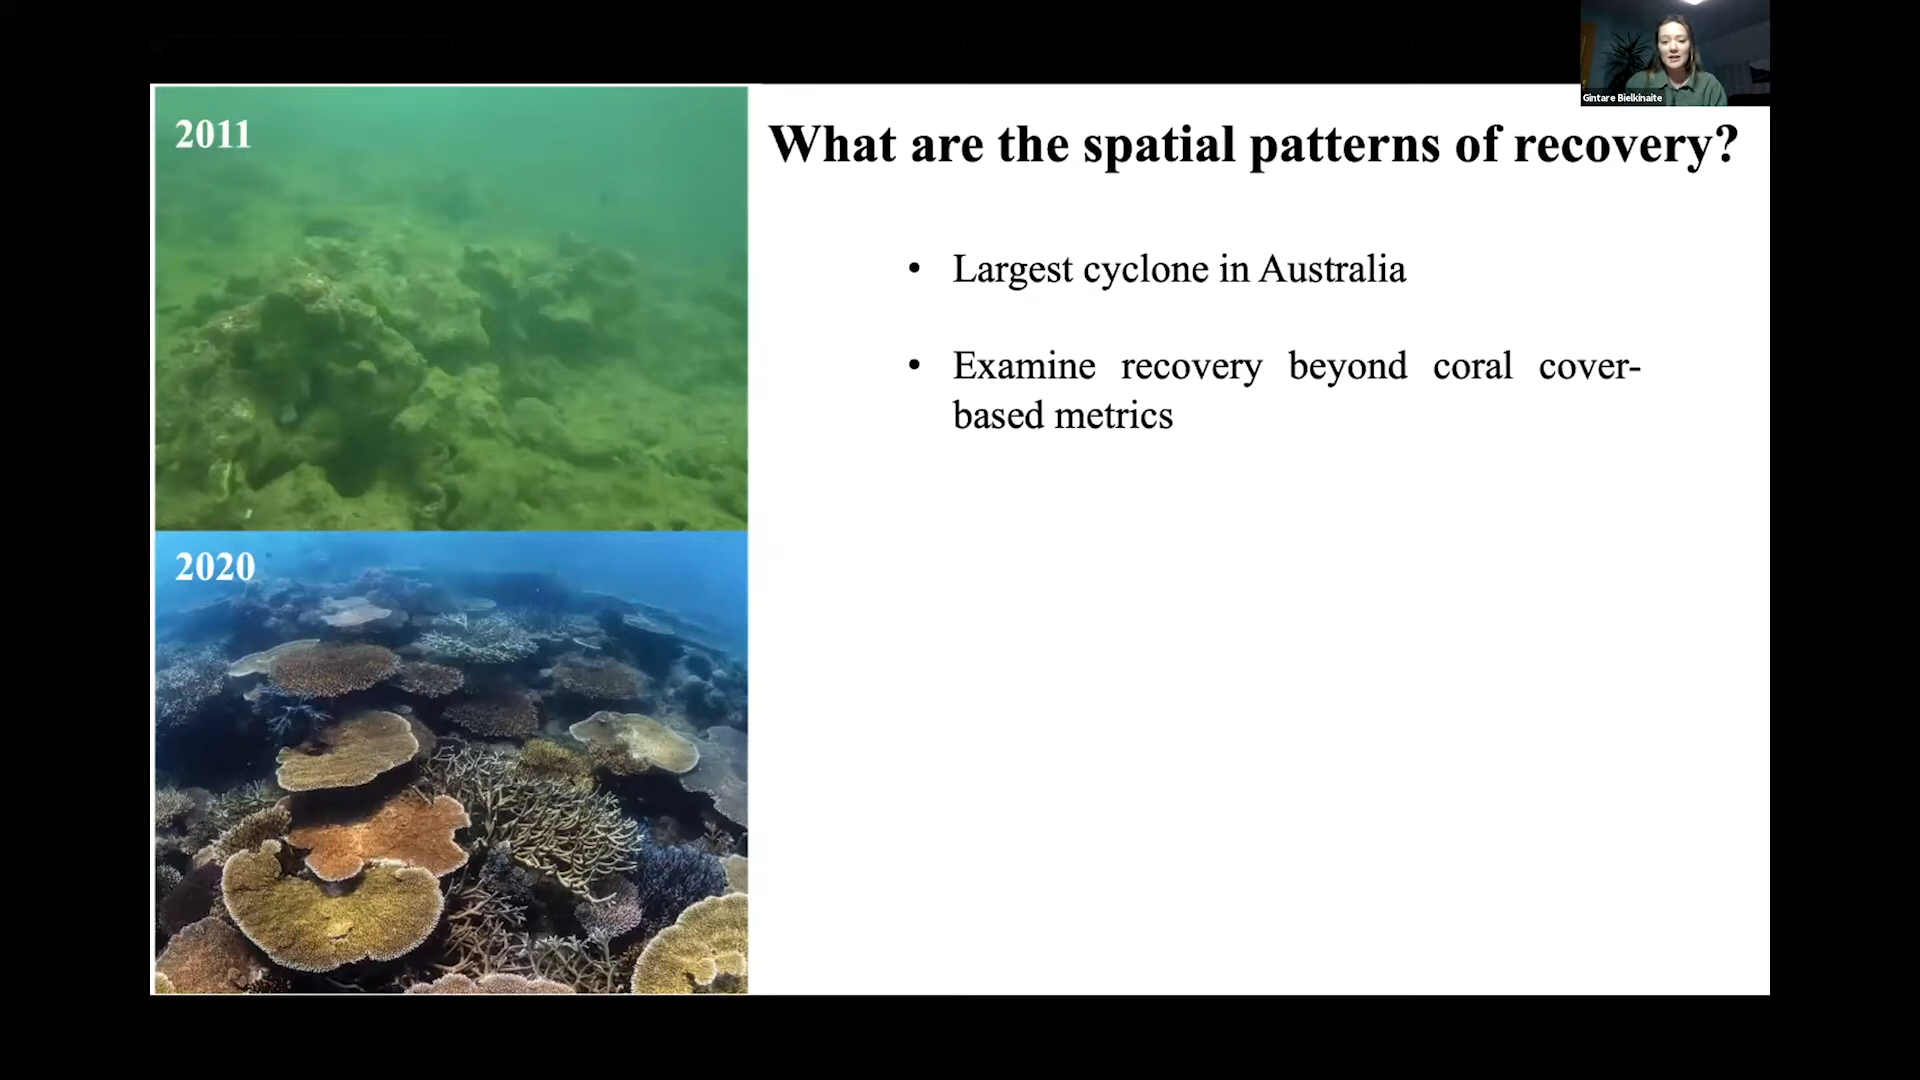 Gintare Bielkinaite
2011
What are the spatial patterns of recovery?
• Largest cyclone in Australia
• Examine recovery beyond coral cover-
based metrics
2020